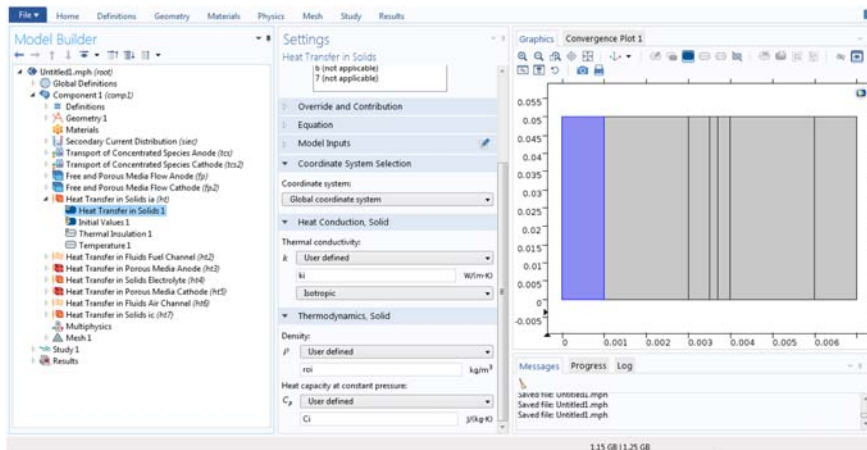 File Home Definitions Geometry Materials Physics Mesh Study Results
Model Builder
Untitled1.mph (root)
Global Definitions
Component 1 (comp1)
Definitions
Geometry 1
Materials
Secondary Current Distribution (siec)
Transport of Concentrated Species Anode (tcs)
Transport of Concentrated Species Cathode (tcs2)
Free and Porous Media Flow Anode (fp)
Free and Porous Media Flow Cathode (fp2)
Heat Transfer in Solids ia (ht)
Heat Transfer in Solids 1
Initial Values 1
Thermal Insulation 1
Temperature 1
Heat Transfer in Fluids Fuel Channel (ht2)
Heat Transfer in Porous Media Anode (ht3)
Heat Transfer in Solids Electrolyte (ht4)
Heat Transfer in Porous Media Cathode (ht5)
Heat Transfer in Fluids Air Channel (ht6)
Heat Transfer in Solids ic (ht7)
Multiphysics
Mesh 1
Study 1
Results
Settings
Heat Transfer in Solids
6 (not applicable)
7 (not applicable)
Override and Contribution
Equation
Model Inputs
Coordinate System Selection
Coordinate system:
Global coordinate system
Heat Conduction, Solid
Thermal conductivity:
k User defined
ki W/(m·K)
Isotropic
Thermodynamics, Solid
Density:
ρ User defined
roi kg/m³
Heat capacity at constant pressure:
Cp User defined
Ci J/(kg·K)
Graphics Convergence Plot 1
0.055
0.05
0.045
0.04
0.035
0.03
0.025
0.02
0.015
0.01
0.005
0
-0.005
0 0.001 0.002 0.003 0.004 0.005 0.006
Messages Progress Log
Saved file: Untitled1.mph
Saved file: Untitled1.mph
Saved file: Untitled1.mph
1.15 GB | 1.25 GB